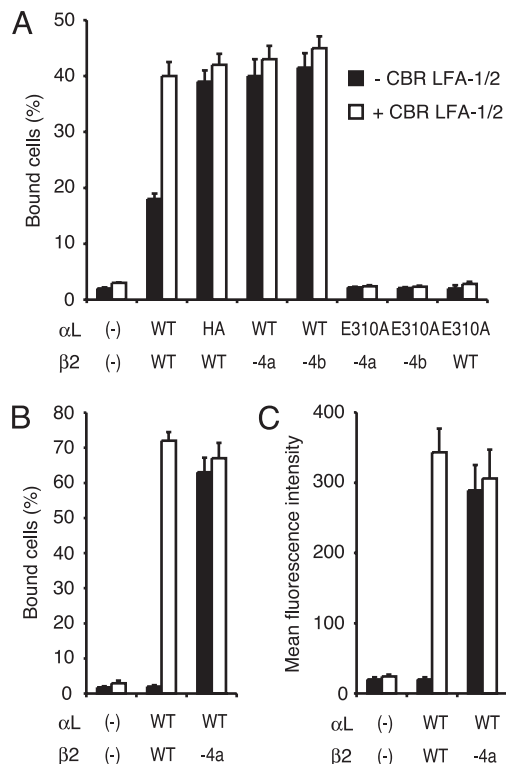 A
50
40
30
20
10
0
Bound cells (%)
- CBR LFA-1/2
+ CBR LFA-1/2
αL (-) WT HA WT WT E310A E310A E310A
β2 (-) WT WT -4a -4b -4a -4b WT
B
80
70
60
50
40
30
20
10
0
Bound cells (%)
αL (-) WT WT
β2 (-) WT -4a
C
400
300
200
100
0
Mean fluorescence intensity
αL (-) WT WT
β2 (-) WT -4a